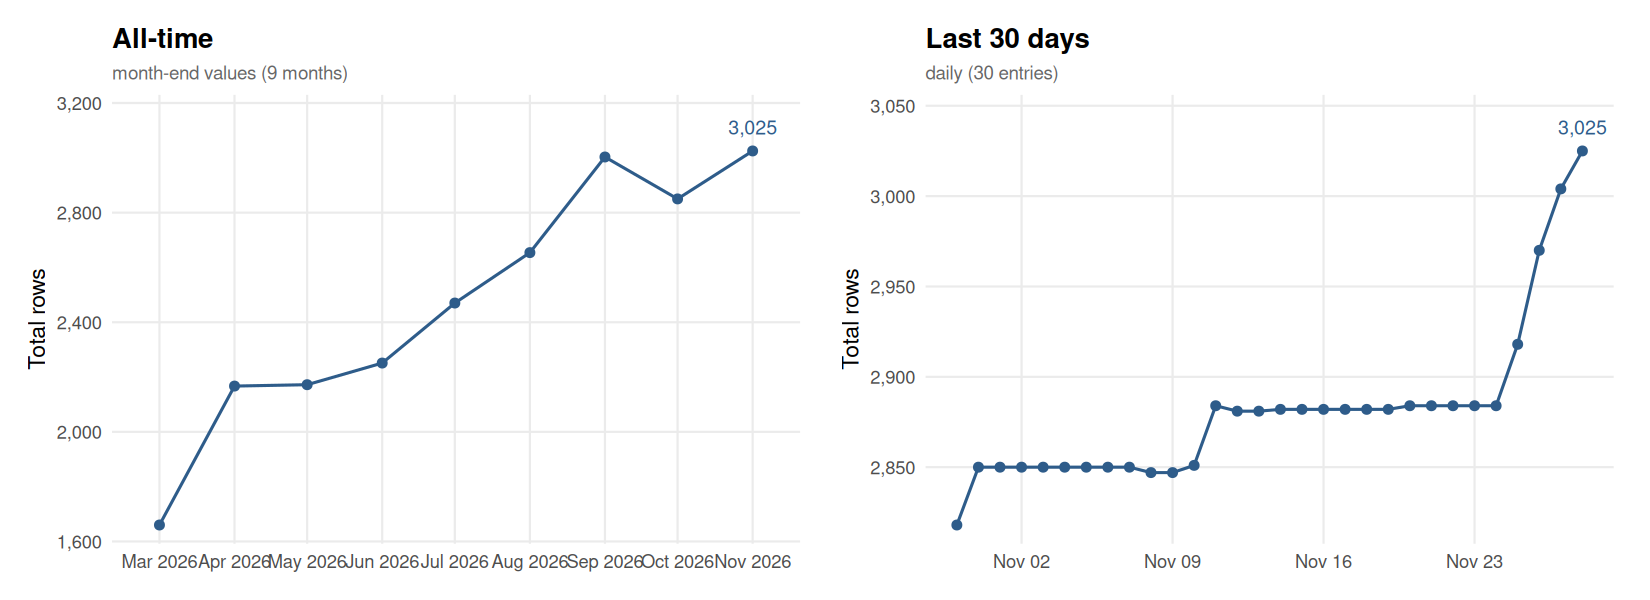 All-time
month-end values (9 months)
Total rows
3,200
2,800
2,400
2,000
1,600
3,025
Mar 2026 Apr 2026 May 2026 Jun 2026 Jul 2026 Aug 2026 Sep 2026 Oct 2026 Nov 2026
Last 30 days
daily (30 entries)
Total rows
3,050
3,000
2,950
2,900
2,850
3,025
Nov 02 Nov 09 Nov 16 Nov 23